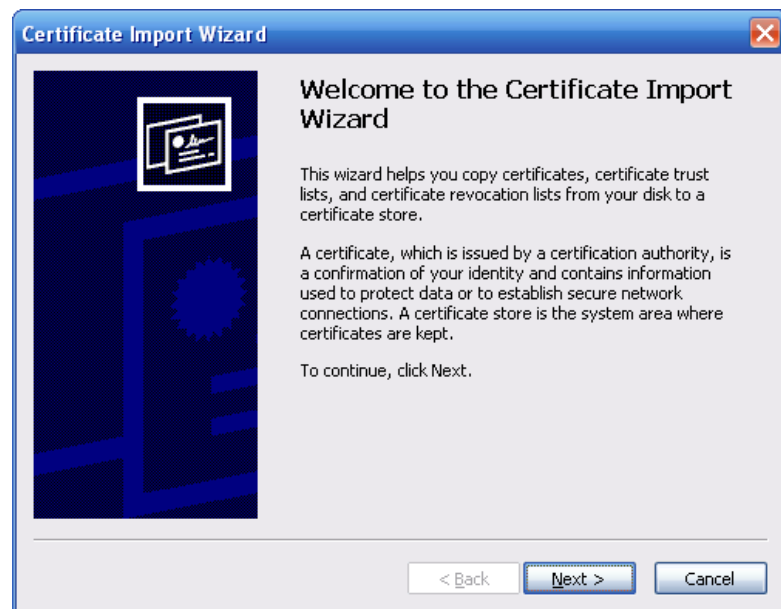 Certificate Import Wizard
Welcome to the Certificate Import
Wizard
This wizard helps you copy certificates, certificate trust
lists, and certificate revocation lists from your disk to a
certificate store.
A certificate, which is issued by a certification authority, is
a confirmation of your identity and contains information
used to protect data or to establish secure network
connections. A certificate store is the system area where
certificates are kept.
To continue, click Next.
< Back Next > Cancel